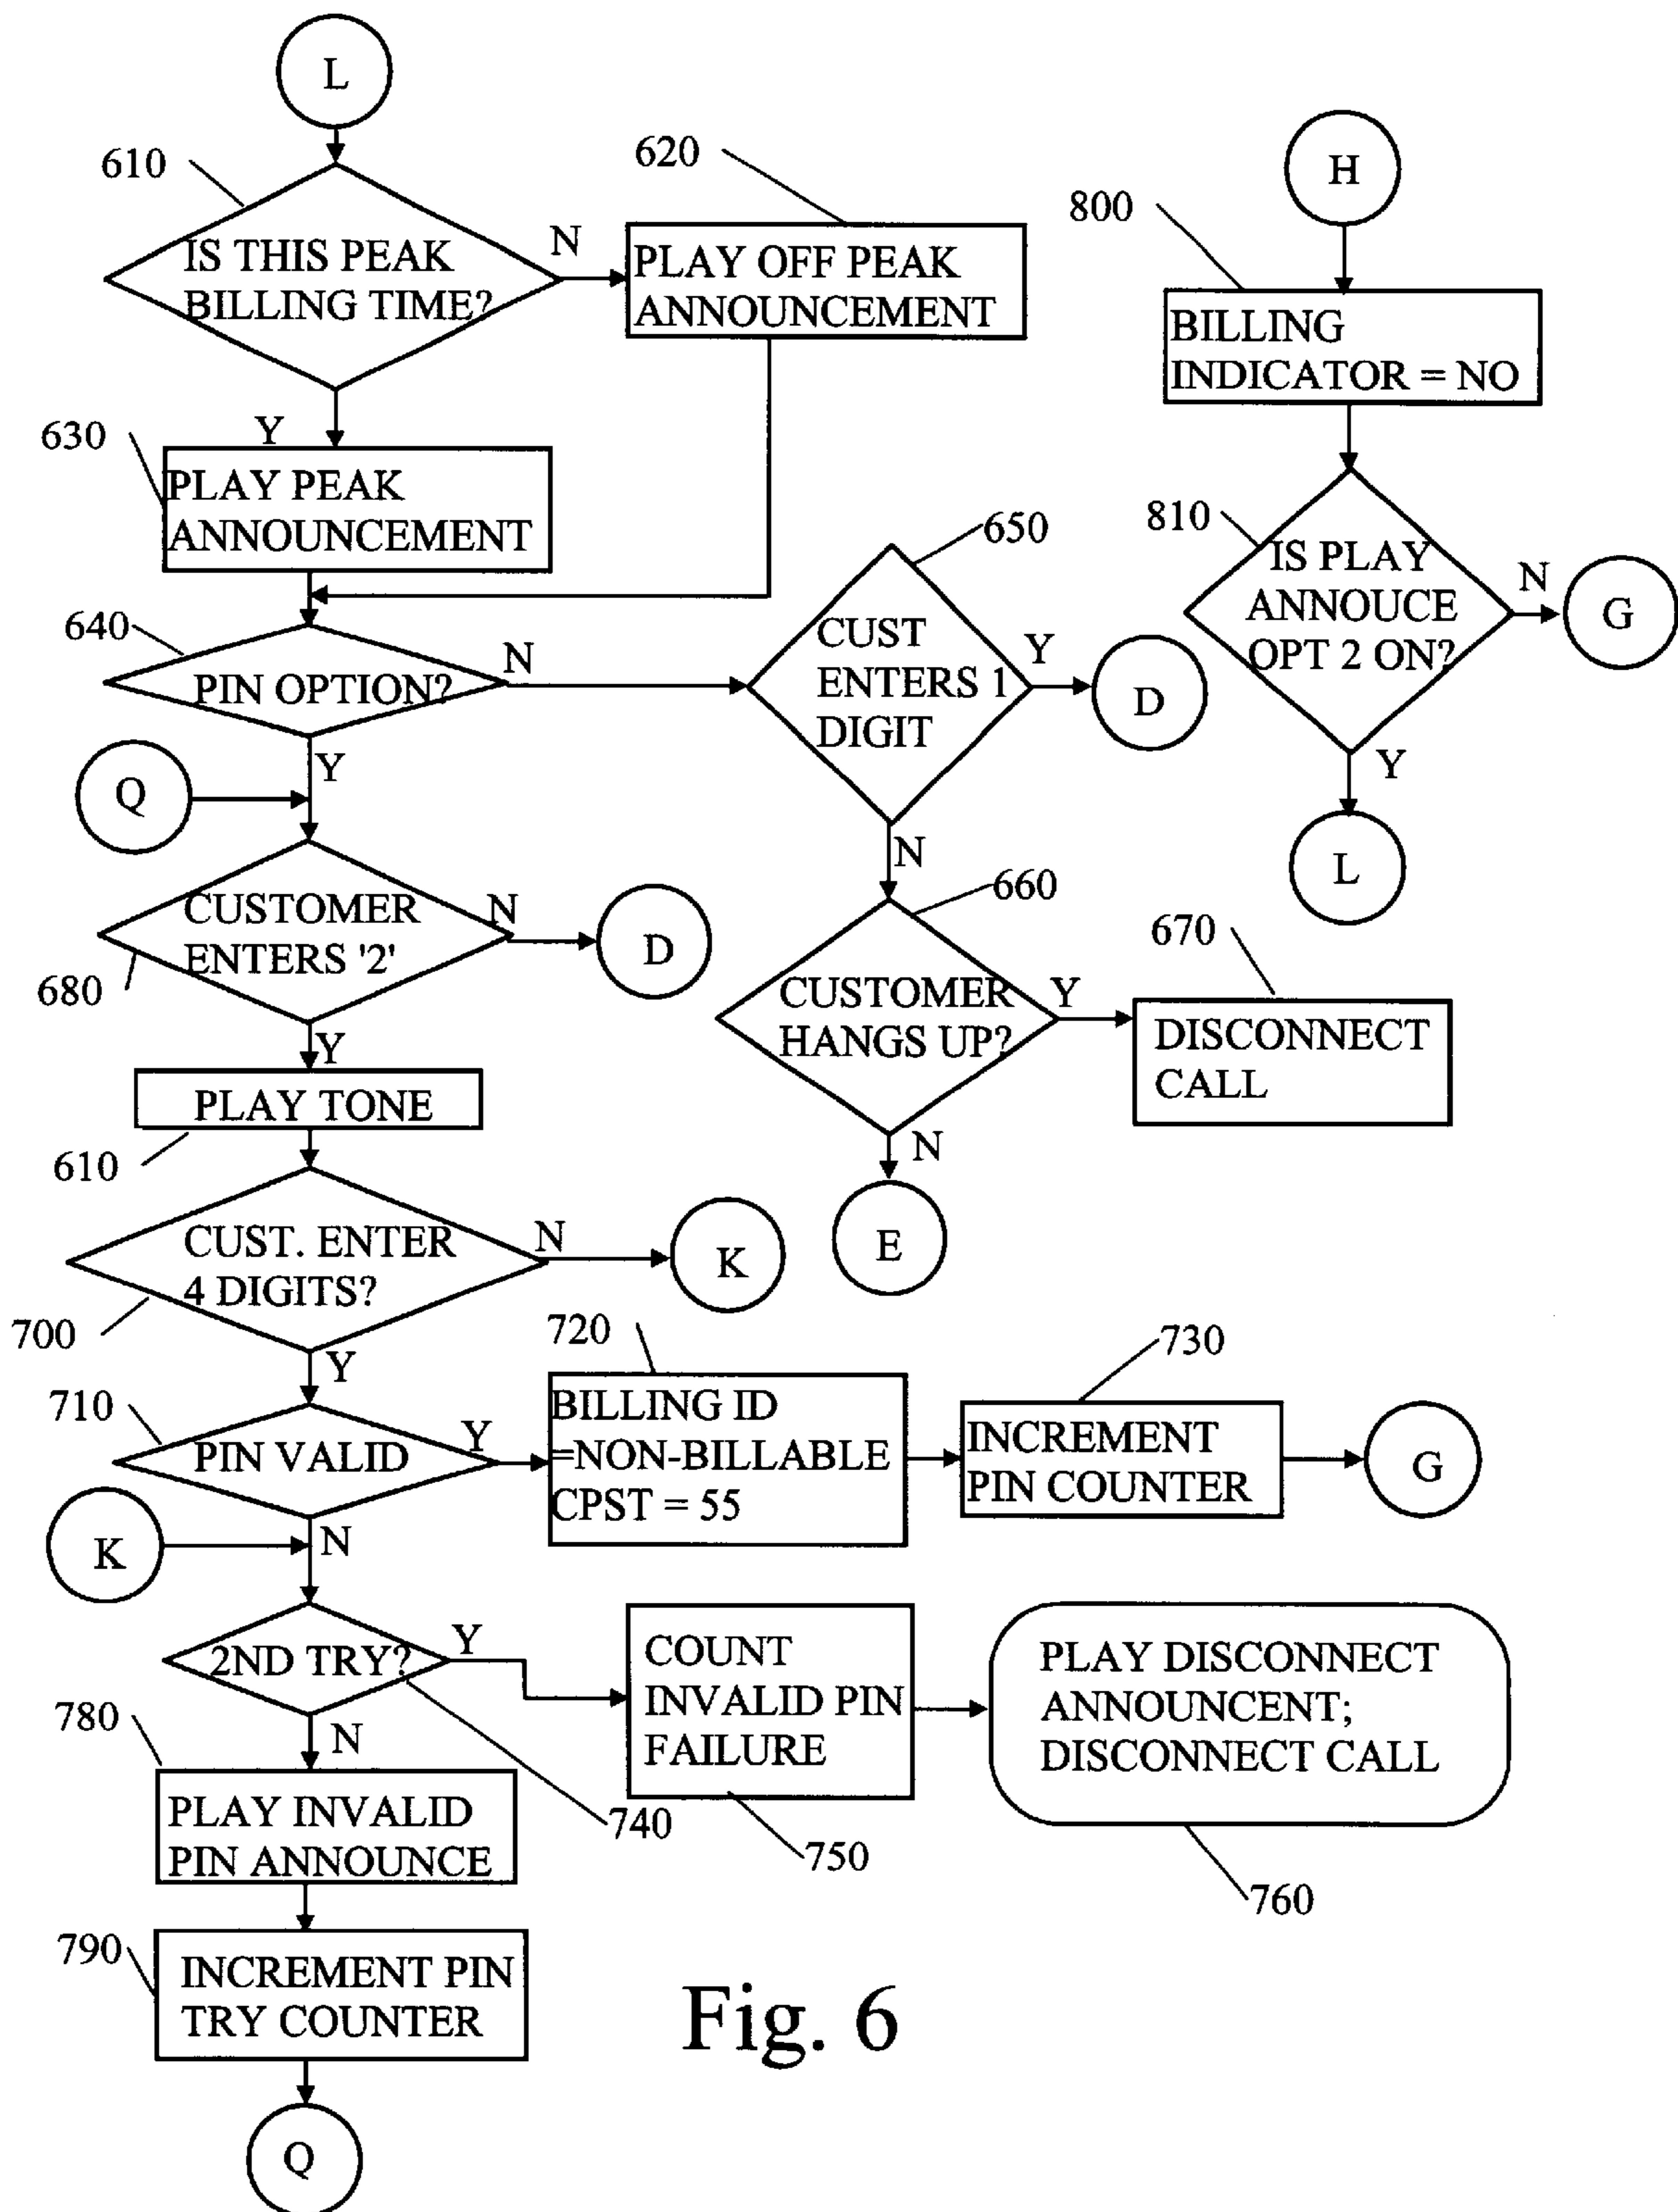 L
610
IS THIS PEAK
BILLING TIME?
N
620
PLAY OFF PEAK
ANNOUNCEMENT
Y
630
PLAY PEAK
ANNOUNCEMENT
640
PIN OPTION?
N
650
CUST
ENTERS 1
DIGIT
Y
D
N
660
CUSTOMER
HANGS UP?
Y
670
DISCONNECT
CALL
N
E
Y
Q
CUSTOMER
ENTERS '2'
680
N
D
Y
PLAY TONE
610
CUST. ENTER
4 DIGITS?
700
N
K
Y
710
PIN VALID
Y
720
BILLING ID
=NON-BILLABLE
CPST = 55
730
INCREMENT
PIN COUNTER
G
K
N
2ND TRY?
740
Y
COUNT
INVALID PIN
FAILURE
750
PLAY DISCONNECT
ANNOUNCENT;
DISCONNECT CALL
760
N
780
PLAY INVALID
PIN ANNOUNCE
790
INCREMENT PIN
TRY COUNTER
Q
H
800
BILLING
INDICATOR = NO
810
IS PLAY
ANNOUCE
OPT 2 ON?
N
G
Y
L
Fig. 6